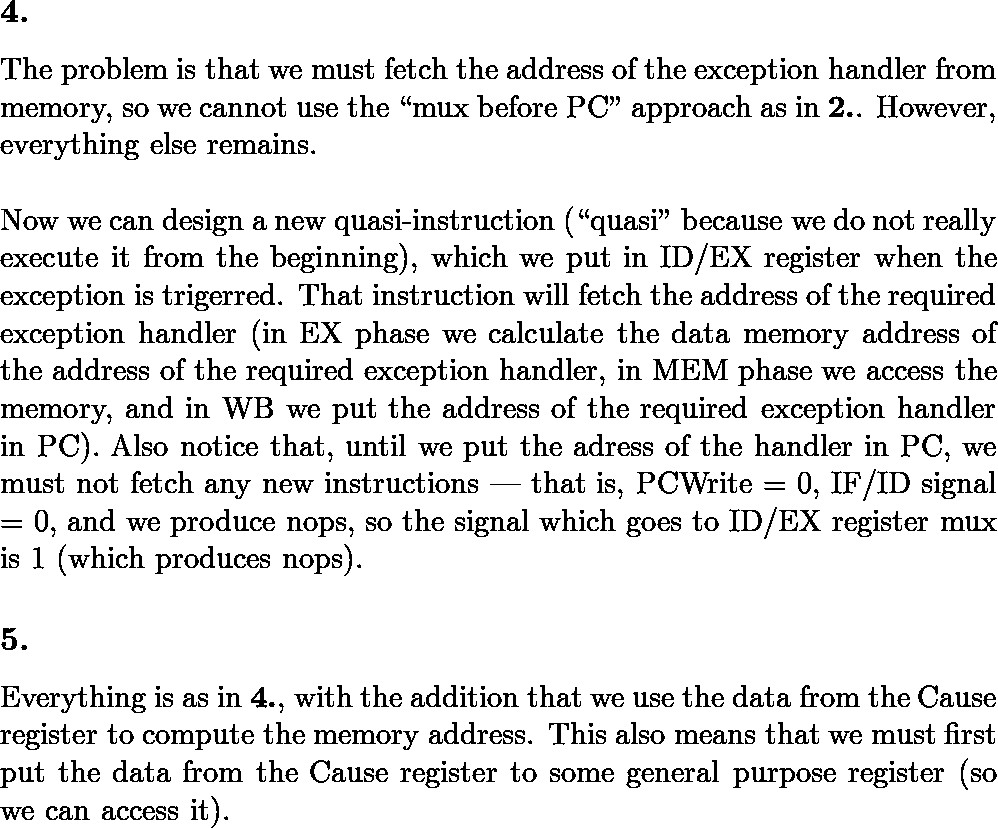 4.
The problem is that we must fetch the address of the exception handler from
memory, so we cannot use the “mux before PC” approach as in 2.. However,
everything else remains.
Now we can design a new quasi-instruction (“quasi” because we do not really
execute it from the beginning), which we put in ID/EX register when the
exception is trigerred. That instruction will fetch the address of the required
exception handler (in EX phase we calculate the data memory address of
the address of the required exception handler, in MEM phase we access the
memory, and in WB we put the address of the required exception handler
in PC). Also notice that, until we put the adress of the handler in PC, we
must not fetch any new instructions — that is, PCWrite = 0, IF/ID signal
= 0, and we produce nops, so the signal which goes to ID/EX register mux
is 1 (which produces nops).
5.
Everything is as in 4., with the addition that we use the data from the Cause
register to compute the memory address. This also means that we must first
put the data from the Cause register to some general purpose register (so
we can access it).